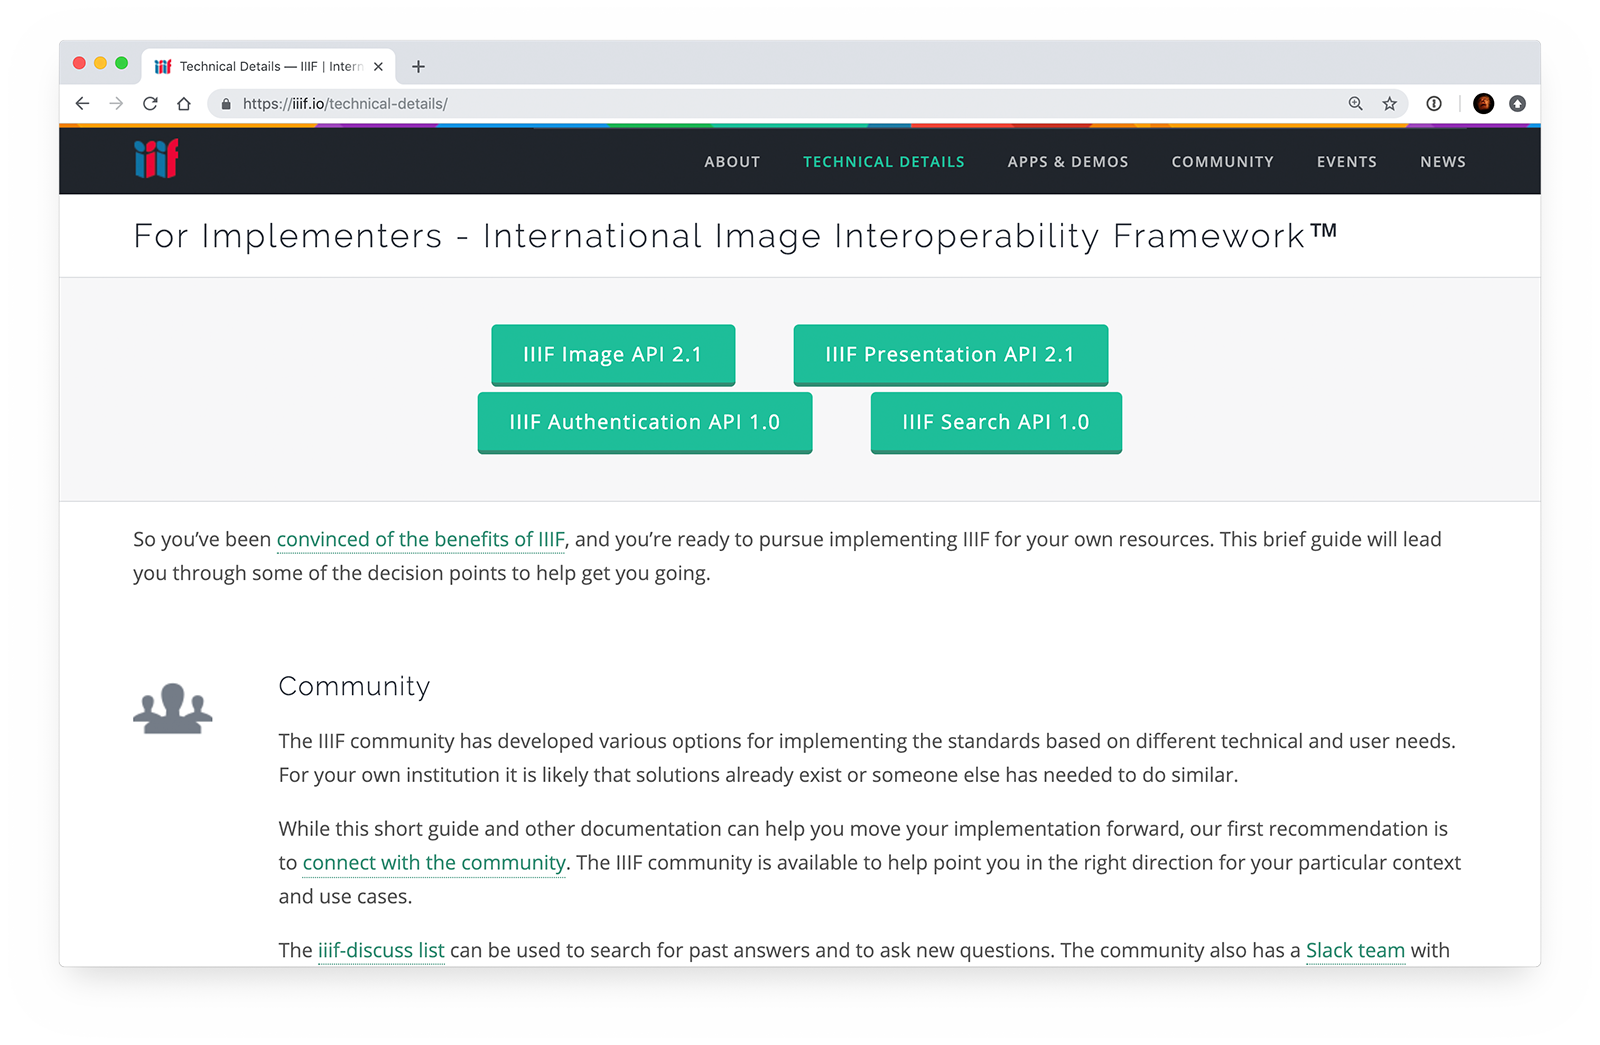 Technical Details — IIIF | Intern
https://iiif.io/technical-details/
iiif
ABOUT TECHNICAL DETAILS APPS & DEMOS COMMUNITY EVENTS NEWS
For Implementers - International Image Interoperability Framework™
IIIF Image API 2.1 IIIF Presentation API 2.1
IIIF Authentication API 1.0 IIIF Search API 1.0
So you’ve been convinced of the benefits of IIIF, and you’re ready to pursue implementing IIIF for your own resources. This brief guide will lead
you through some of the decision points to help get you going.
Community
The IIIF community has developed various options for implementing the standards based on different technical and user needs.
For your own institution it is likely that solutions already exist or someone else has needed to do similar.
While this short guide and other documentation can help you move your implementation forward, our first recommendation is
to connect with the community. The IIIF community is available to help point you in the right direction for your particular context
and use cases.
The iiif-discuss list can be used to search for past answers and to ask new questions. The community also has a Slack team with